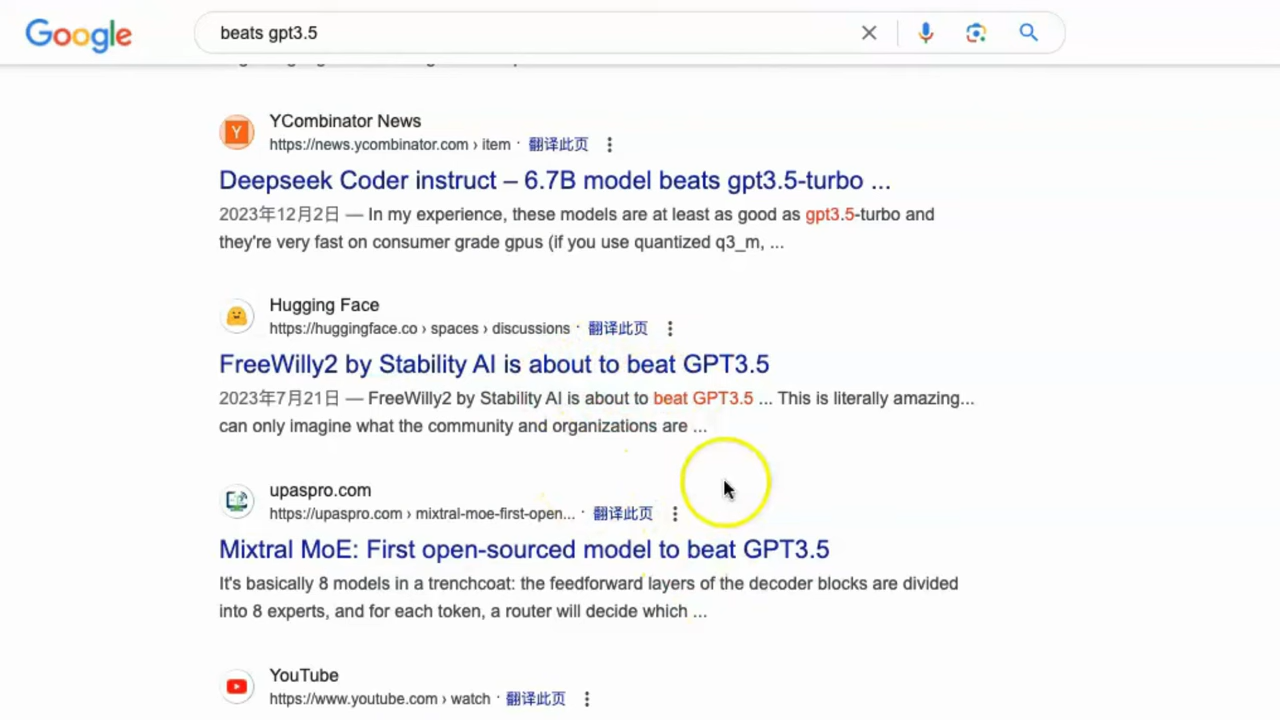 Google
beats gpt3.5
YCombinator News
https://news.ycombinator.com › item · 翻译此页
Deepseek Coder instruct – 6.7B model beats gpt3.5-turbo ...
2023年12月2日 — In my experience, these models are at least as good as gpt3.5-turbo and
they're very fast on consumer grade gpus (if you use quantized q3_m, ...
Hugging Face
https://huggingface.co › spaces › discussions · 翻译此页
FreeWilly2 by Stability AI is about to beat GPT3.5
2023年7月21日 — FreeWilly2 by Stability AI is about to beat GPT3.5 ... This is literally amazing...
can only imagine what the community and organizations are ...
upaspro.com
https://upaspro.com › mixtral-moe-first-open... · 翻译此页
Mixtral MoE: First open-sourced model to beat GPT3.5
It's basically 8 models in a trenchcoat: the feedforward layers of the decoder blocks are divided
into 8 experts, and for each token, a router will decide which ...
YouTube
https://www.youtube.com › watch · 翻译此页